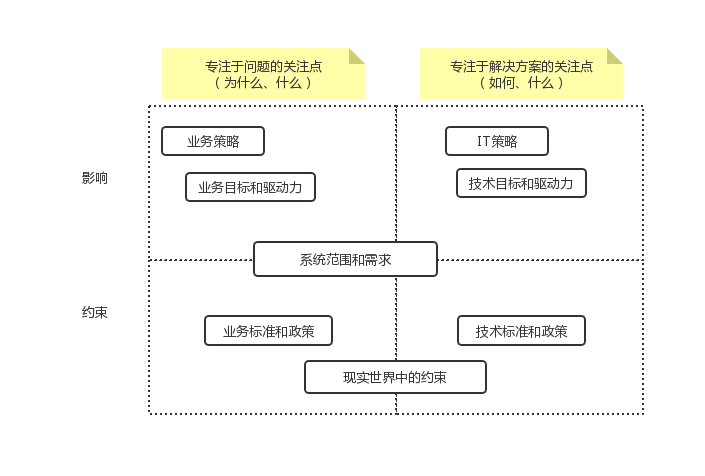 专注于问题的关注点
（为什么、什么）
专注于解决方案的关注点
（如何、什么）
影响
业务策略
IT策略
业务目标和驱动力
技术目标和驱动力
系统范围和需求
约束
业务标准和政策
技术标准和政策
现实世界中的约束